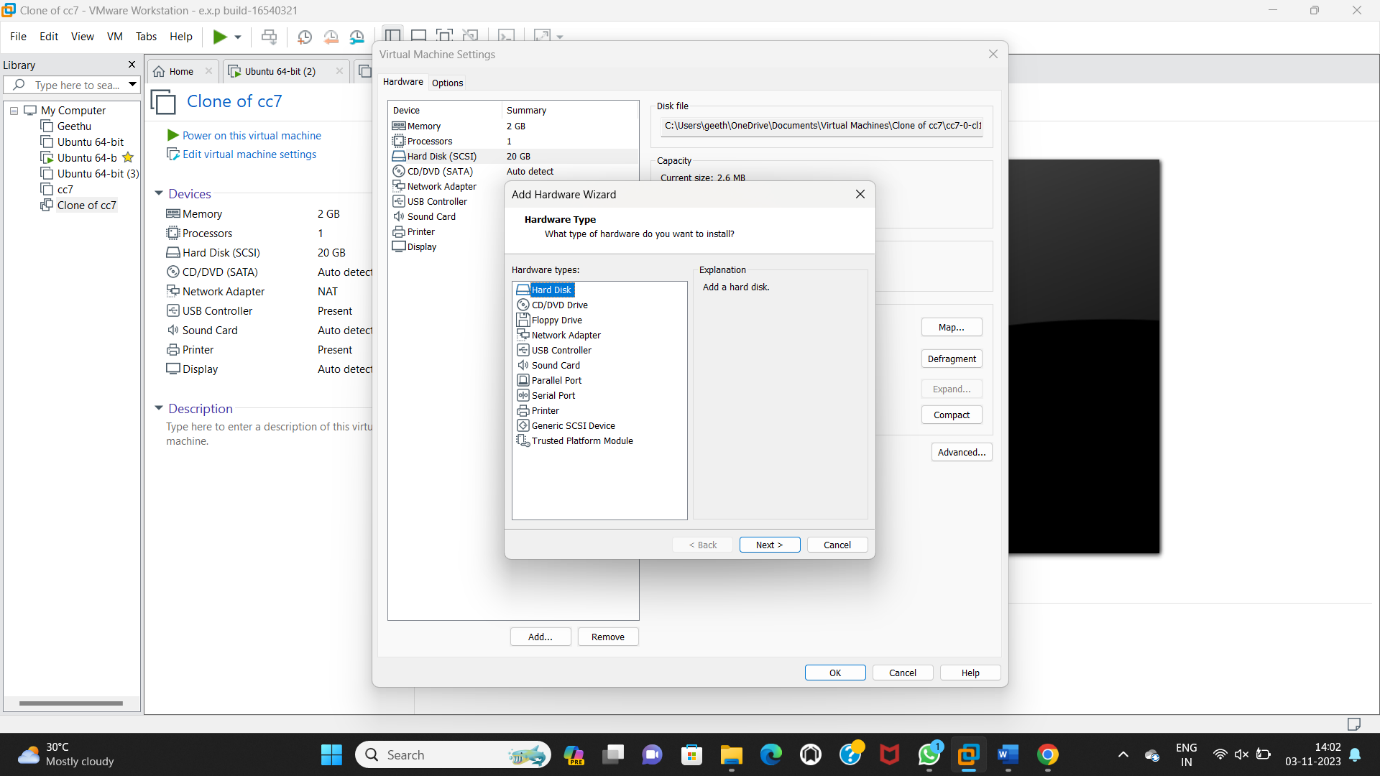 Clone of cc7 - VMware Workstation - e.x.p build-16540321
File Edit View VM Tabs Help
Library
Type here to sea...
My Computer
Geethu
Ubuntu 64-bit
Ubuntu 64-b
Ubuntu 64-bit (3)
cc7
Clone of cc7
Home
Ubuntu 64-bit (2)
Clone of cc7
Power on this virtual machine
Edit virtual machine settings
Devices
Memory 2 GB
Processors 1
Hard Disk (SCSI) 20 GB
CD/DVD (SATA) Auto detect
Network Adapter NAT
USB Controller Present
Sound Card Auto detect
Printer Present
Display Auto detect
Description
Type here to enter a description of this virtu
machine.
Virtual Machine Settings
Hardware Options
Device Summary
Memory 2 GB
Processors 1
Hard Disk (SCSI) 20 GB
CD/DVD (SATA) Auto detect
Network Adapter
USB Controller
Sound Card
Printer
Display
Add... Remove
Disk file
C:\Users\geeth\OneDrive\Documents\Virtual Machines\Clone of cc7\cc7-0-cl1
Capacity
Current size: 2.6 MB
Map...
Defragment
Expand...
Compact
Advanced...
OK Cancel Help
Add Hardware Wizard
Hardware Type
What type of hardware do you want to install?
Hardware types:
Hard Disk
CD/DVD Drive
Floppy Drive
Network Adapter
USB Controller
Sound Card
Parallel Port
Serial Port
Printer
Generic SCSI Device
Trusted Platform Module
Explanation
Add a hard disk.
< Back Next > Cancel
30°C
Mostly cloudy
Search
PRE
1
ENG
IN
14:02
03-11-2023